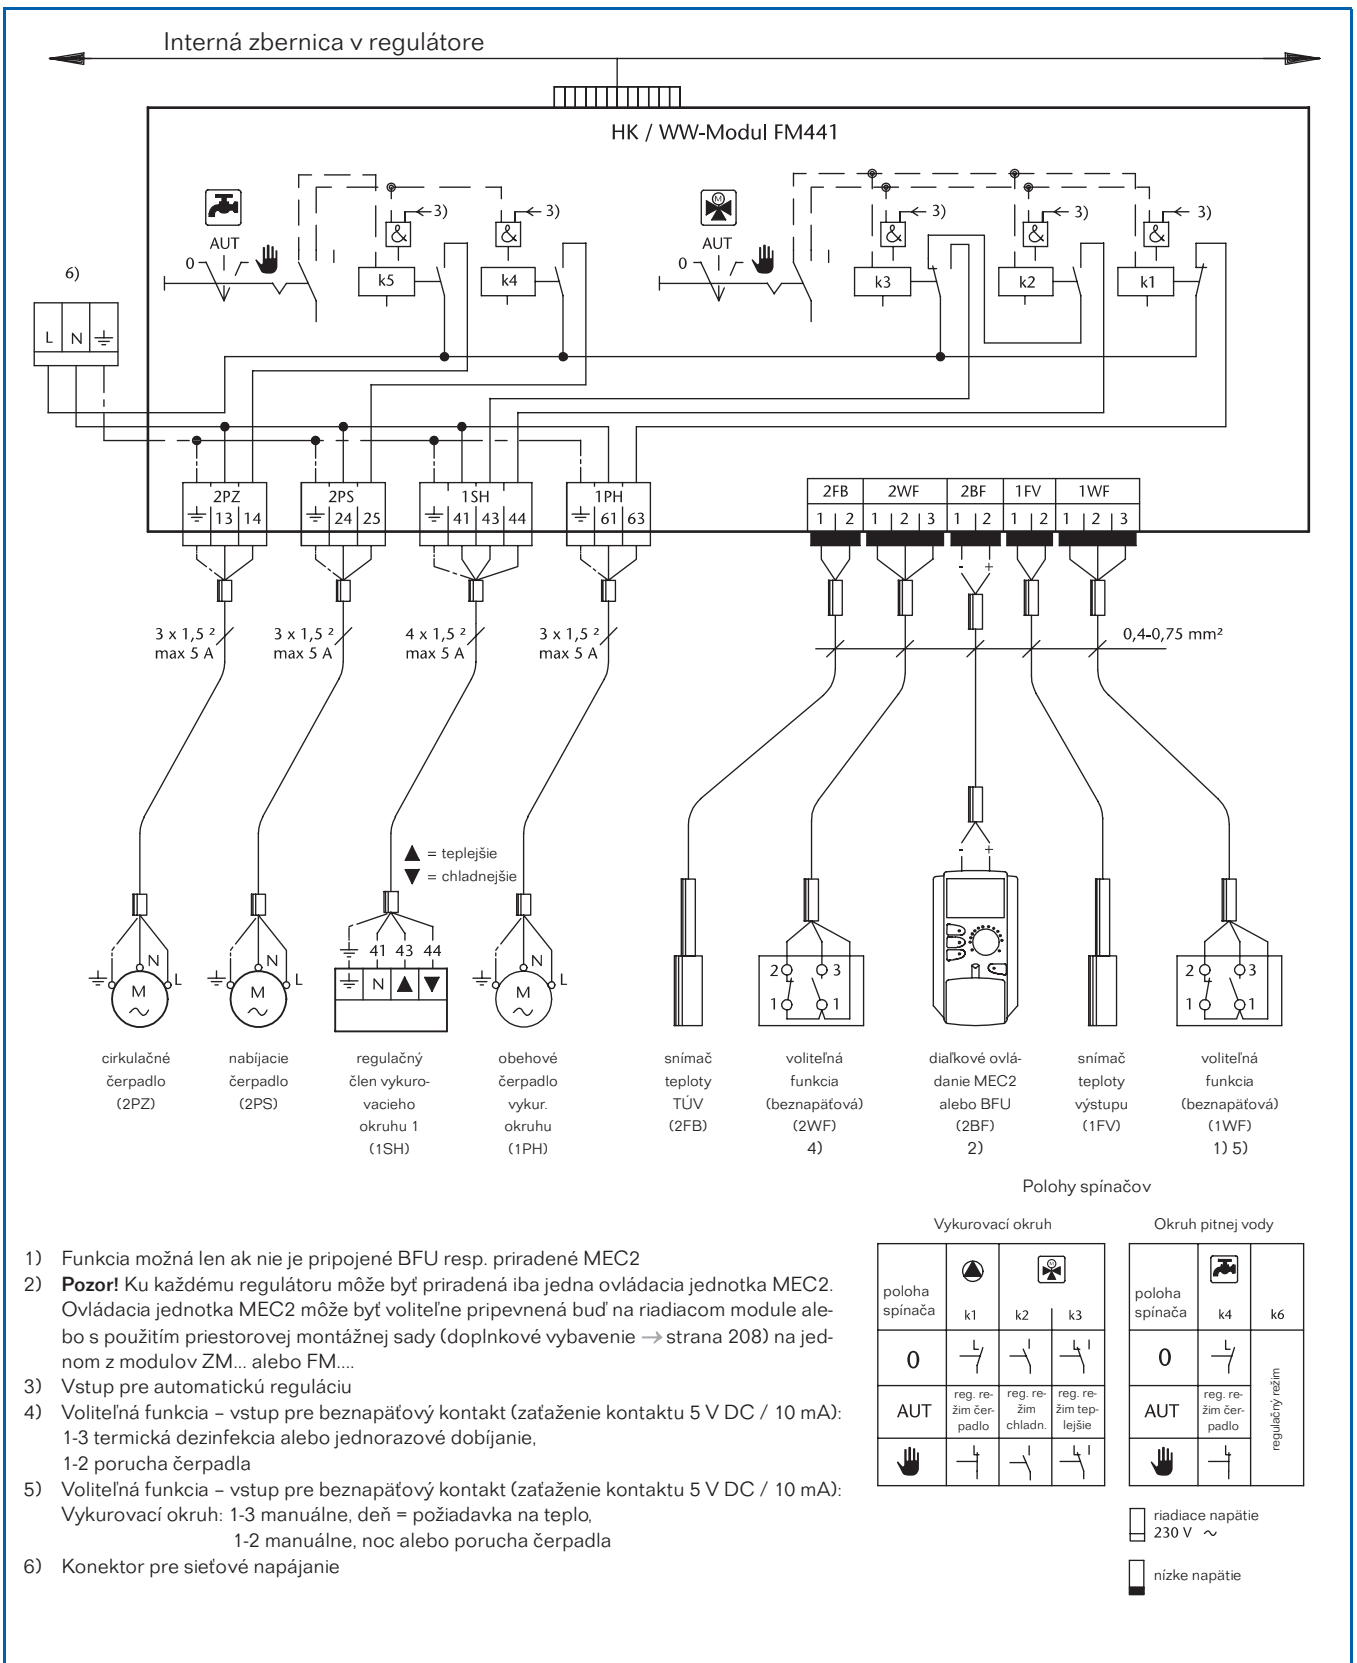 Interná zbernica v regulátore
HK / WW-Modul FM441
AUT
0
3)
3)
k5
k4
AUT
0
3)
3)
3)
k3
k2
k1
6)
L N
2PZ
13 14
2PS
24 25
1SH
41 43 44
1PH
61 63
2FB 2WF 2BF 1FV 1WF
1 2 1 2 3 1 2 1 2 1 2 3
- +
3 x 1,5 ²
max 5 A
3 x 1,5 ²
max 5 A
4 x 1,5 ²
max 5 A
3 x 1,5 ²
max 5 A
0,4-0,75 mm²
▲ = teplejšie
▼ = chladnejšie
- +
N
L
M
N
L
M
41 43 44
N ▲ ▼
N
L
M
2 3
1 1
2 3
1 1
cirkulačné
čerpadlo
(2PZ)
nabíjacie
čerpadlo
(2PS)
regulačný
člen vykuro-
vacieho
okruhu 1
(1SH)
obehové
čerpadlo
vykur.
okruhu
(1PH)
snímač
teploty
TÚV
(2FB)
voliteľná
funkcia
(beznapäťová)
(2WF)
4)
diaľkové ovlá-
danie MEC2
alebo BFU
(2BF)
2)
snímač
teploty
výstupu
(1FV)
voliteľná
funkcia
(beznapäťová)
(1WF)
1) 5)
1) Funkcia možná len ak nie je pripojené BFU resp. priradené MEC2
2) Pozor! Ku každému regulátoru môže byť priradená iba jedna ovládacia jednotka MEC2.
Ovládacia jednotka MEC2 môže byť voliteľne pripevnená buď na riadiacom module ale-
bo s použitím priestorovej montážnej sady (doplnkové vybavenie → strana 208) na jed-
nom z modulov ZM... alebo FM....
3) Vstup pre automatickú reguláciu
4) Voliteľná funkcia – vstup pre beznapäťový kontakt (zaťaženie kontaktu 5 V DC / 10 mA):
1-3 termická dezinfekcia alebo jednorazové dobíjanie,
1-2 porucha čerpadla
5) Voliteľná funkcia – vstup pre beznapäťový kontakt (zaťaženie kontaktu 5 V DC / 10 mA):
Vykurovací okruh: 1-3 manuálne, deň = požiadavka na teplo,
1-2 manuálne, noc alebo porucha čerpadla
6) Konektor pre sieťové napájanie
Polohy spínačov
Vykurovací okruh
poloha
spínača
k1 k2 k3
0
AUT
reg. re-
žim čer-
padlo
reg. re-
žim
chladn.
reg. re-
žim tep-
lejšie
Okruh pitnej vody
poloha
spínača
k4 k6
0
AUT
reg. re-
žim čer-
padlo
regulačný režim
riadiace napätie
230 V ~
nízke napätie